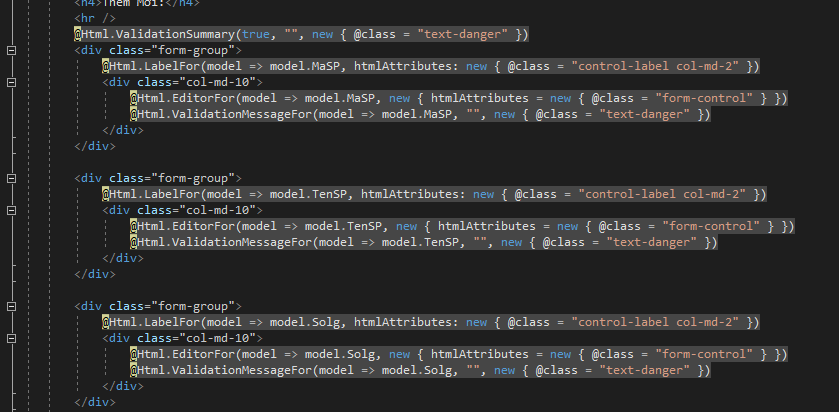 <h4>Thêm Mới:</h4>
<hr />
@Html.ValidationSummary(true, "", new { @class = "text-danger" })
<div class="form-group">
@Html.LabelFor(model => model.MaSP, htmlAttributes: new { @class = "control-label col-md-2" })
<div class="col-md-10">
@Html.EditorFor(model => model.MaSP, new { htmlAttributes = new { @class = "form-control" } })
@Html.ValidationMessageFor(model => model.MaSP, "", new { @class = "text-danger" })
</div>
</div>
<div class="form-group">
@Html.LabelFor(model => model.TenSP, htmlAttributes: new { @class = "control-label col-md-2" })
<div class="col-md-10">
@Html.EditorFor(model => model.TenSP, new { htmlAttributes = new { @class = "form-control" } })
@Html.ValidationMessageFor(model => model.TenSP, "", new { @class = "text-danger" })
</div>
</div>
<div class="form-group">
@Html.LabelFor(model => model.Solg, htmlAttributes: new { @class = "control-label col-md-2" })
<div class="col-md-10">
@Html.EditorFor(model => model.Solg, new { htmlAttributes = new { @class = "form-control" } })
@Html.ValidationMessageFor(model => model.Solg, "", new { @class = "text-danger" })
</div>
</div>